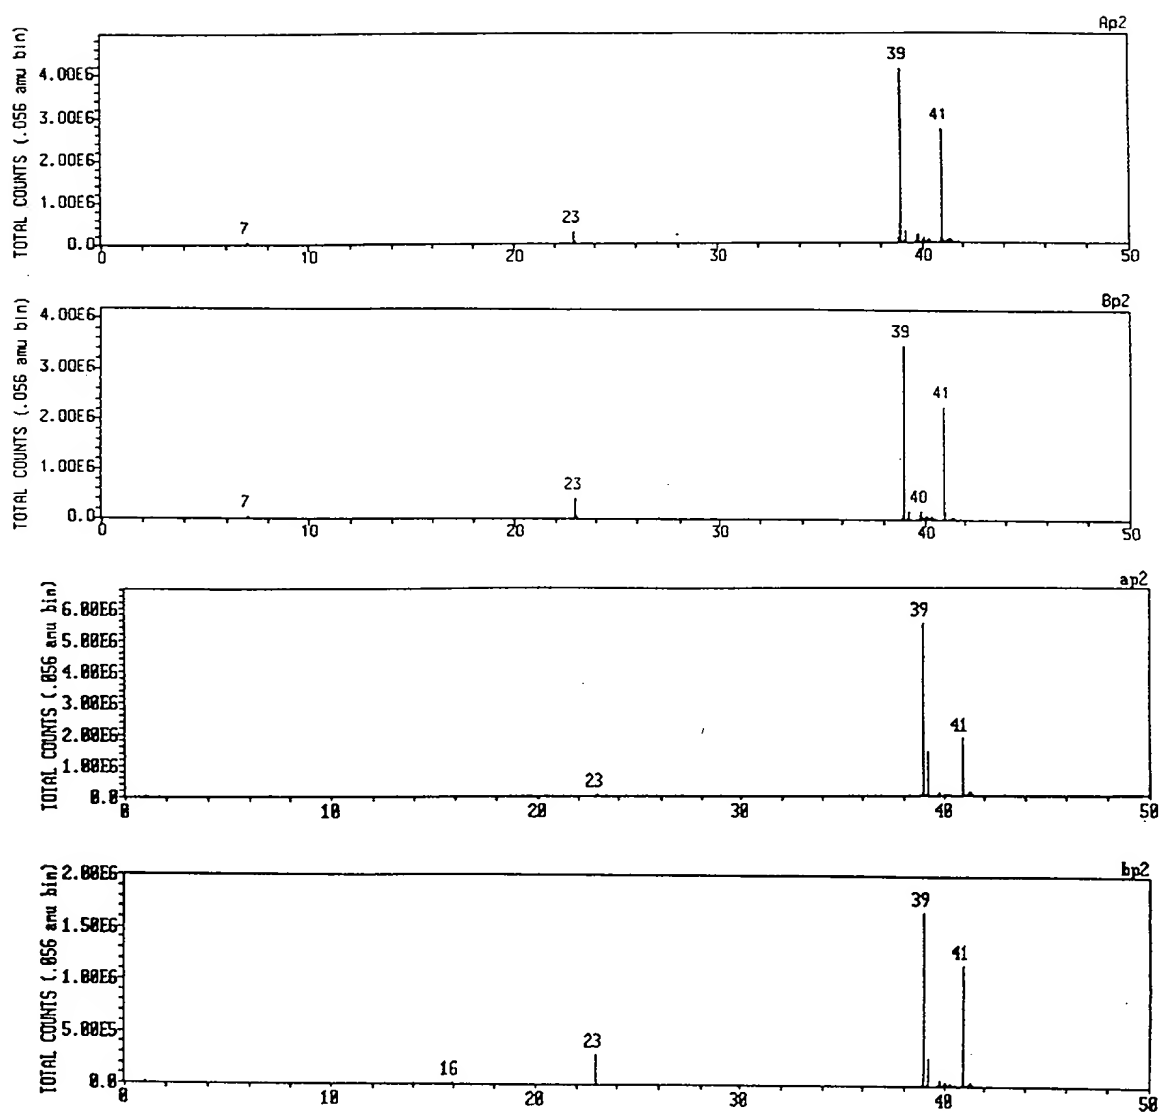 Ap2
TOTAL COUNTS (.056 amu bin)
4.00E6
3.00E6
2.00E6
1.00E6
0.0
7
23
39
41
0 10 20 30 40 50
Bp2
TOTAL COUNTS (.056 amu bin)
4.00E6
3.00E6
2.00E6
1.00E6
0.0
7
23
39
40
41
0 10 20 30 40 50
ap2
TOTAL COUNTS (.056 amu bin)
6.00E6
5.00E6
4.00E6
3.00E6
2.00E6
1.00E6
0.0
23
39
41
0 10 20 30 40 50
bp2
TOTAL COUNTS (.056 amu bin)
2.00E6
1.50E6
1.00E6
5.00E5
0.0
16
23
39
41
0 10 20 30 40 50